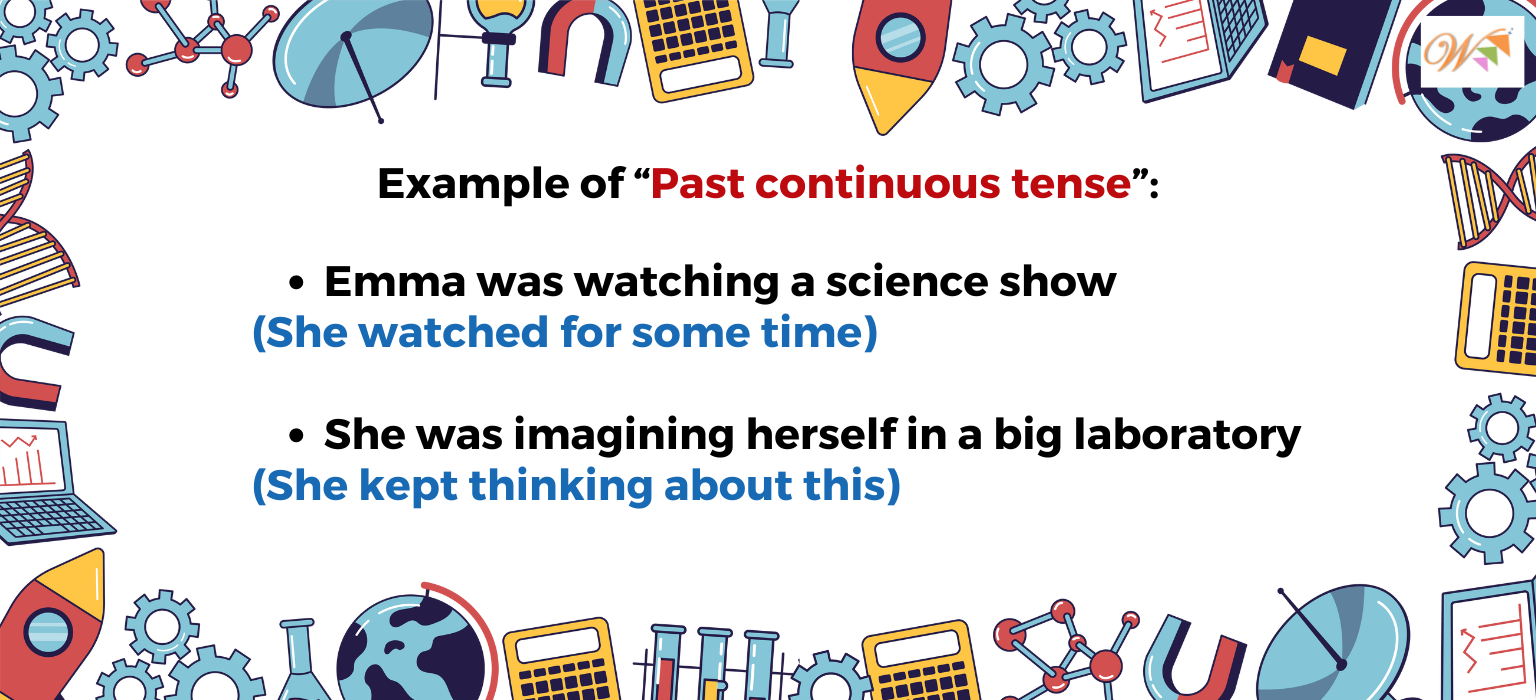 W
Example of “Past continuous tense”:
• Emma was watching a science show
(She watched for some time)
• She was imagining herself in a big laboratory
(She kept thinking about this)